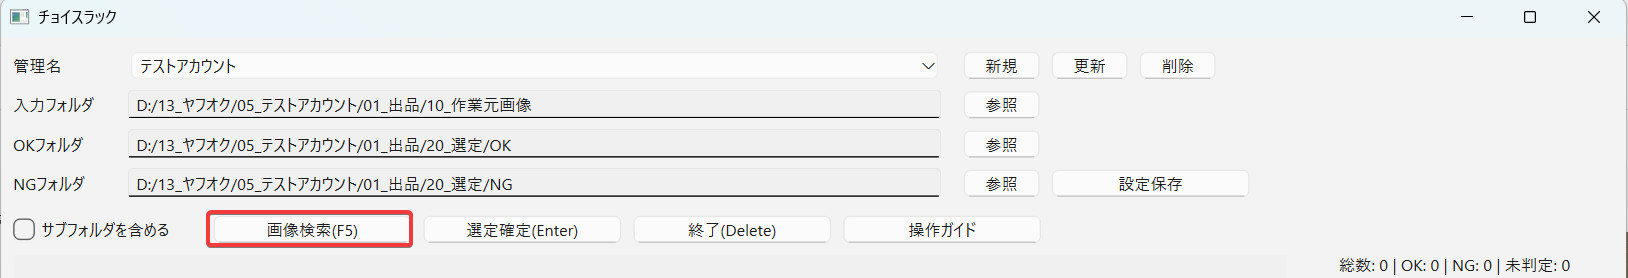 チョイスラック
管理名 テストアカウント 新規 更新 削除
入力フォルダ D:/13_ヤフオク/05_テストアカウント/01_出品/10_作業元画像 参照
OKフォルダ D:/13_ヤフオク/05_テストアカウント/01_出品/20_選定/OK 参照
NGフォルダ D:/13_ヤフオク/05_テストアカウント/01_出品/20_選定/NG 参照 設定保存
サブフォルダを含める 画像検索(F5) 選定確定(Enter) 終了(Delete) 操作ガイド
総数: 0 | OK: 0 | NG: 0 | 未判定: 0